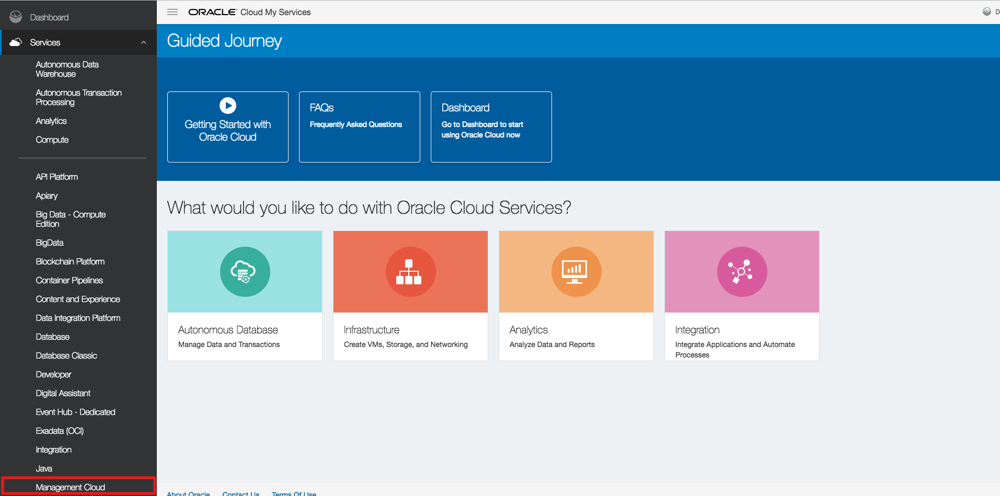 Dashboard
Services
Autonomous Data
Warehouse
Autonomous Transaction
Processing
Analytics
Compute
API Platform
Apiary
Big Data - Compute
Edition
BigData
Blockchain Platform
Container Pipelines
Content and Experience
Data Integration Platform
Database
Database Classic
Developer
Digital Assistant
Event Hub - Dedicated
Exadata (OCI)
Integration
Java
Management Cloud
ORACLE Cloud My Services
D
Guided Journey
Getting Started with
Oracle Cloud
FAQs
Frequently Asked Questions
Dashboard
Go to Dashboard to start
using Oracle Cloud now
What would you like to do with Oracle Cloud Services?
Autonomous Database
Manage Data and Transactions
Infrastructure
Create VMs, Storage, and Networking
Analytics
Analyze Data and Reports
Integration
Integrate Applications and Automate
Processes
About Oracle Contact Us Terms Of Use